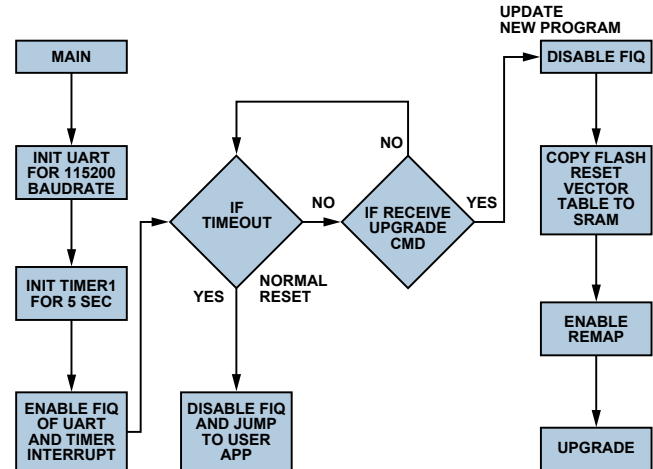 MAIN
INIT UART
FOR 115200
BAUDRATE
INIT TIMER1
FOR 5 SEC
ENABLE FIQ
OF UART
AND TIMER
INTERRUPT
IF
TIMEOUT
NO
YES
NORMAL
RESET
DISABLE FIQ
AND JUMP
TO USER
APP
IF RECEIVE
UPGRADE
CMD
NO
YES
UPDATE
NEW PROGRAM
DISABLE FIQ
COPY FLASH
RESET
VECTOR
TABLE TO
SRAM
ENABLE
REMAP
UPGRADE